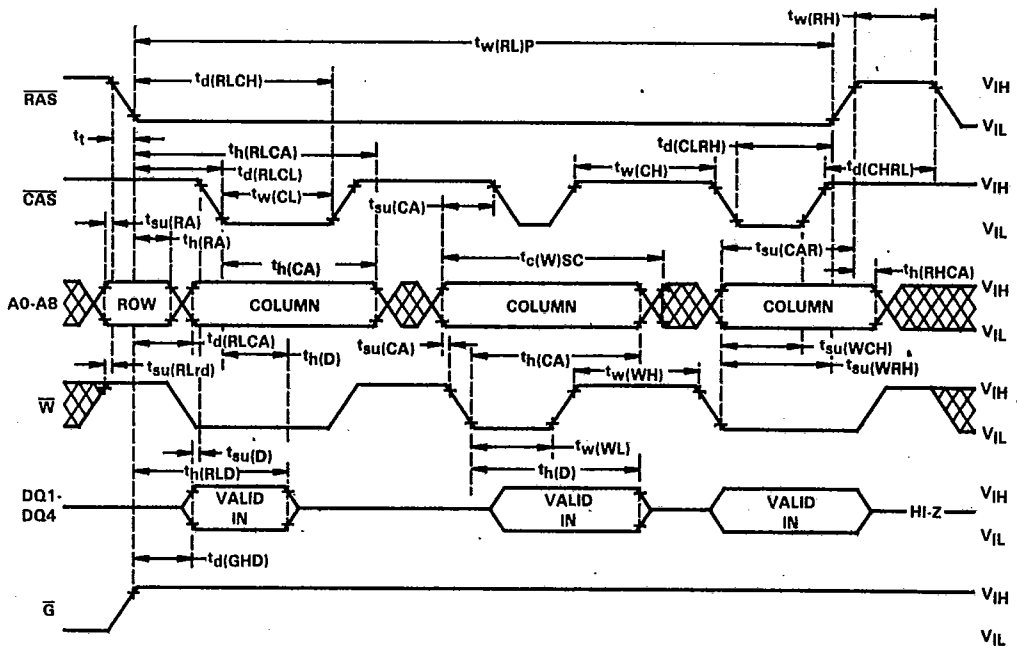 tw(RH)
tw(RL)P
td(RLCH)
RAS
VIH
VIL
tt
th(RLCA)
td(RLCL)
tw(CL)
td(CLRH)
tw(CH)
td(CHRL)
CAS
VIH
VIL
tsu(RA)
th(RA)
tsu(CA)
th(CA)
tc(W)SC
tsu(CAR)
th(RHCA)
A0-A8
ROW
COLUMN
COLUMN
COLUMN
VIH
VIL
td(RLCA)
tsu(RLrd)
th(D)
tsu(CA)
th(CA)
tw(WH)
tsu(WCH)
tsu(WRH)
W
VIH
VIL
tsu(D)
th(RLD)
tw(WL)
th(D)
DQ1-
DQ4
VALID
IN
VALID
IN
VALID
IN
HI-Z
VIH
VIL
td(GHD)
G
VIH
VIL